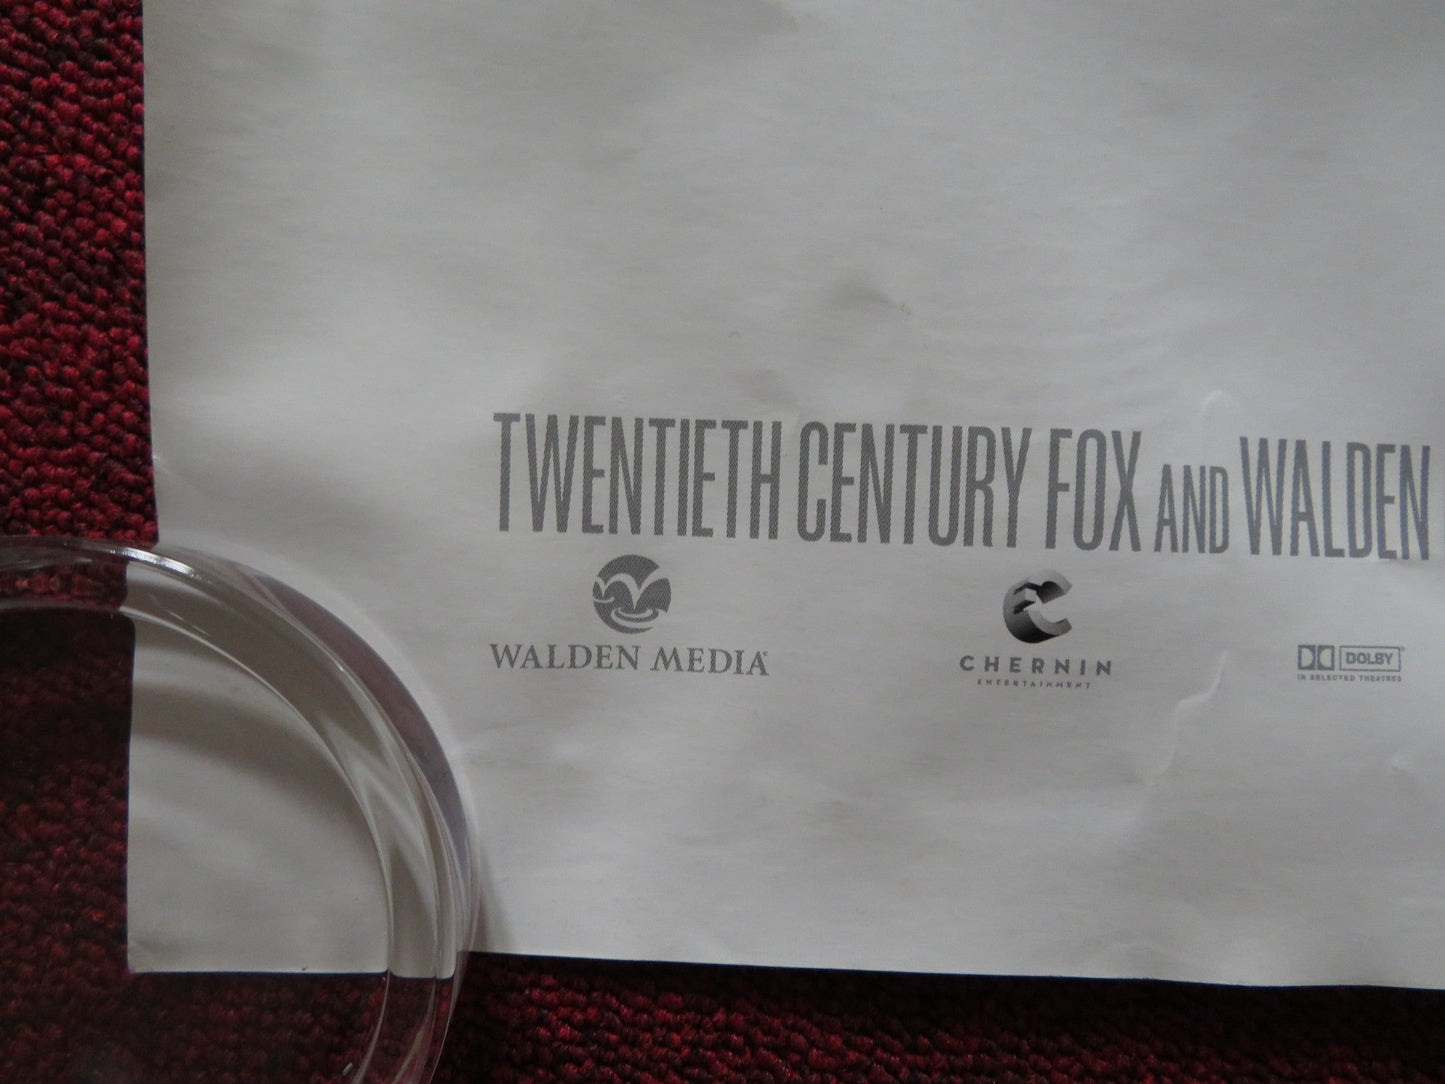 TWENTIETH CENTURY FOX AND WALDEN
WALDEN MEDIA
CHERNIN
ENTERTAINMENT
DOLBY
IN SELECTED THEATRES